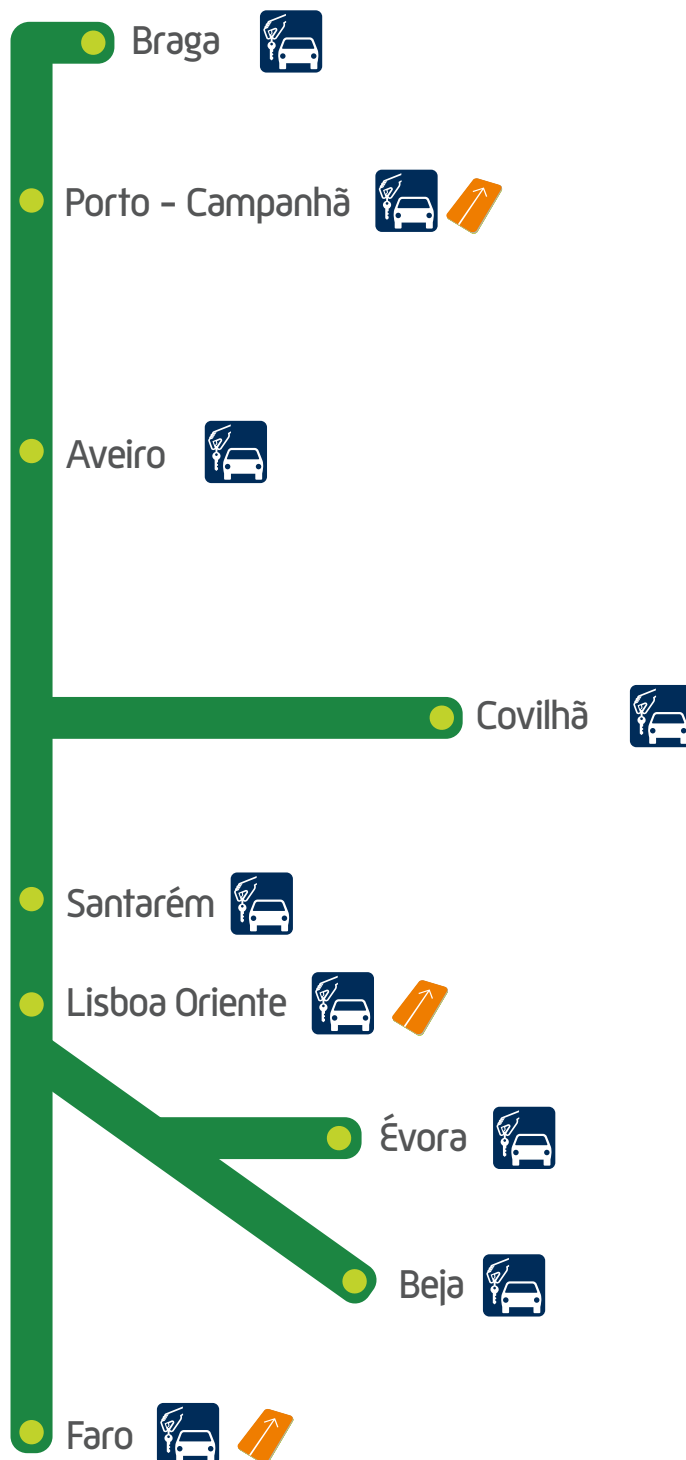 Braga
Porto - Campanhã
Aveiro
Covilhã
Santarém
Lisboa Oriente
Évora
Beja
Faro